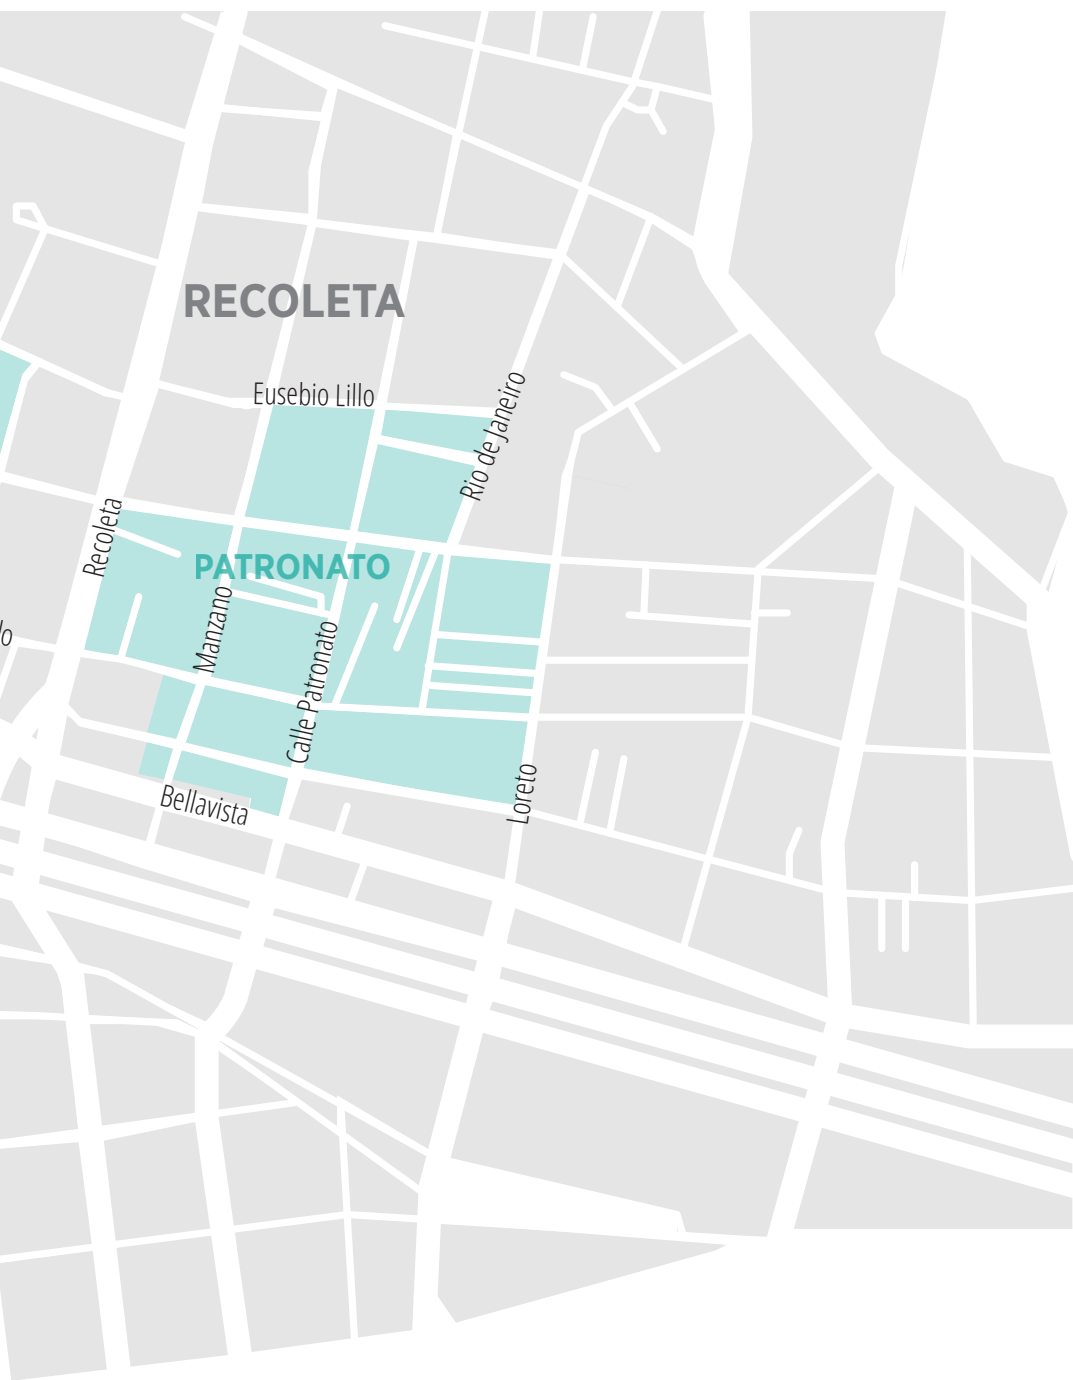 RECOLETA
Eusebio Lillo
Rio de Janeiro
Recoleta
PATRONATO
Manzano
Calle Patronato
Loreto
Bellavista